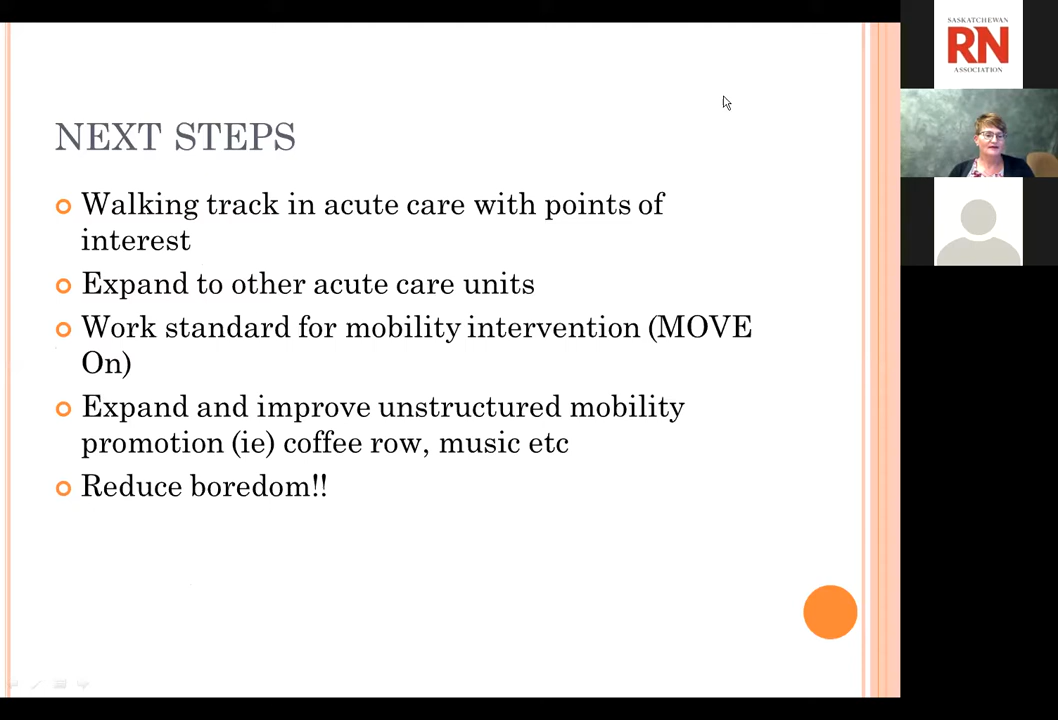 NEXT STEPS
Walking track in acute care with points of
interest
Expand to other acute care units
Work standard for mobility intervention (MOVE
On)
Expand and improve unstructured mobility
promotion (ie) coffee row, music etc
Reduce boredom!!
SASKATCHEWAN
RN
ASSOCIATION